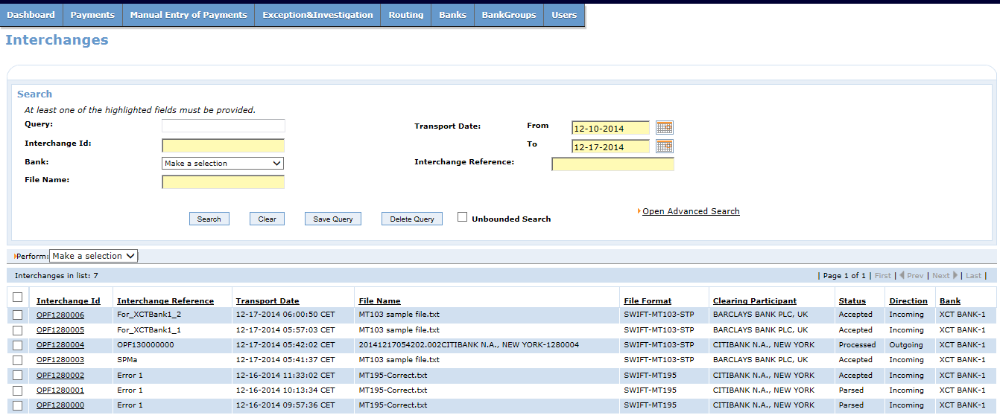 Dashboard Payments Manual Entry of Payments Exception&Investigation Routing Banks BankGroups Users
Interchanges
Search
At least one of the highlighted fields must be provided.
Query: Transport Date: From 12-10-2014
Interchange Id: To 12-17-2014
Bank: Make a selection Interchange Reference:
File Name:
Search Clear Save Query Delete Query Unbounded Search Open Advanced Search
Perform: Make a selection
Interchanges in list: 7 | Page 1 of 1 | First | Prev | Next | Last |
Interchange Id Interchange Reference Transport Date File Name File Format Clearing Participant Status Direction Bank
OPF1280006 For_XCTBank1_2 12-17-2014 06:00:50 CET MT103 sample file.txt SWIFT-MT103-STP BARCLAYS BANK PLC, UK Accepted Incoming XCT BANK-1
OPF1280005 For_XCTBank1_1 12-17-2014 05:57:03 CET MT103 sample file.txt SWIFT-MT103-STP BARCLAYS BANK PLC, UK Accepted Incoming XCT BANK-1
OPF1280004 OPF130000000 12-17-2014 05:42:02 CET 20141217054202.002CITIBANK N.A., NEW YORK-1280004 SWIFT-MT103-STP CITIBANK N.A., NEW YORK Processed Outgoing XCT BANK-1
OPF1280003 SPMa 12-17-2014 05:41:37 CET MT103 sample file.txt SWIFT-MT103-STP BARCLAYS BANK PLC, UK Accepted Incoming XCT BANK-1
OPF1280002 Error 1 12-16-2014 11:33:02 CET MT195-Correct.txt SWIFT-MT195 CITIBANK N.A., NEW YORK Accepted Incoming XCT BANK-1
OPF1280001 Error 1 12-16-2014 10:13:34 CET MT195-Correct.txt SWIFT-MT195 CITIBANK N.A., NEW YORK Parsed Incoming XCT BANK-1
OPF1280000 Error 1 12-16-2014 09:57:36 CET MT195-Correct.txt SWIFT-MT195 CITIBANK N.A., NEW YORK Parsed Incoming XCT BANK-1